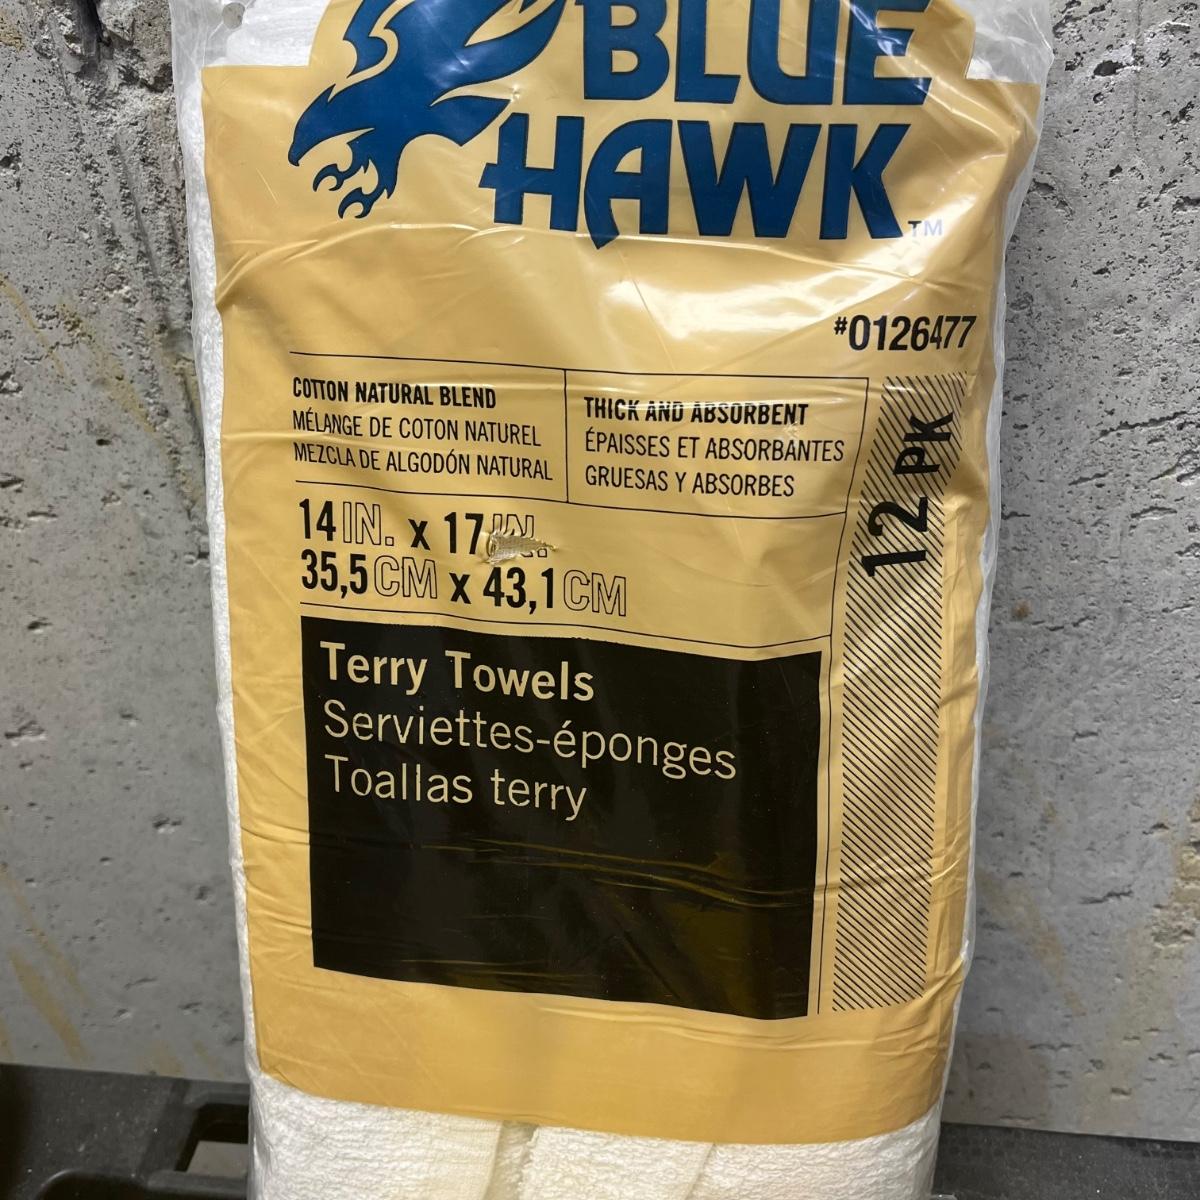 BLUE
HAWK™
#0126477
COTTON NATURAL BLEND
MÉLANGE DE COTON NATUREL
MEZCLA DE ALGODÓN NATURAL
THICK AND ABSORBENT
ÉPAISSES ET ABSORBANTES
GRUESAS Y ABSORBES
12 PK
14 IN. x 17 IN.
35,5 CM x 43,1 CM
Terry Towels
Serviettes-éponges
Toallas terry